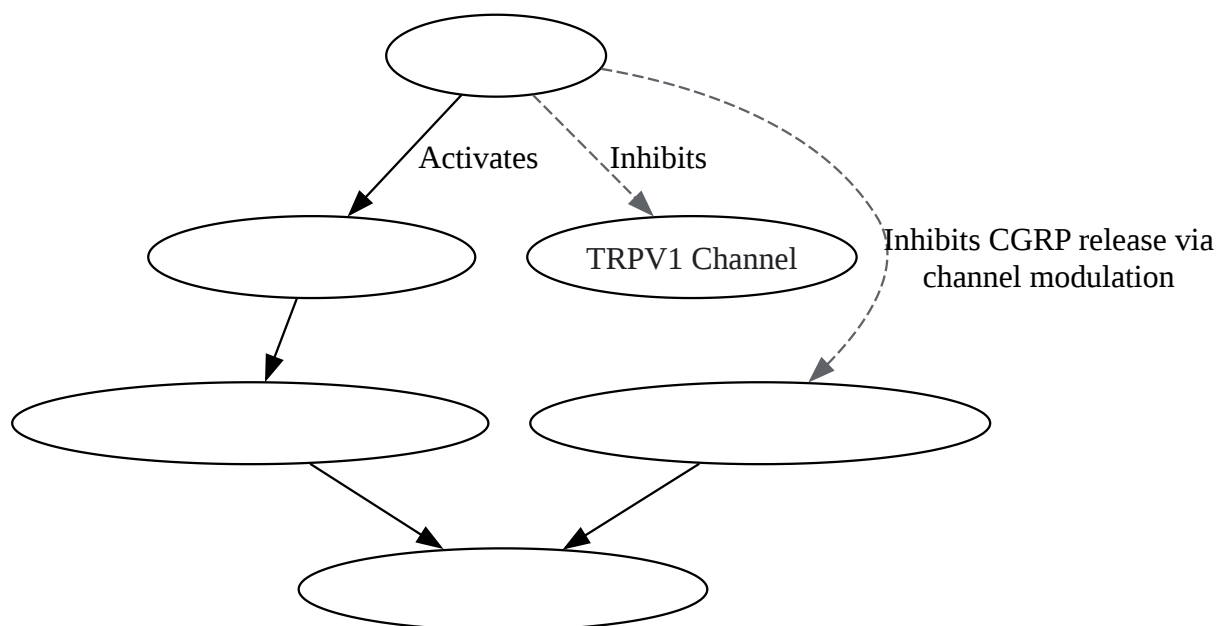 Activates
Inhibits
TRPV1 Channel
Inhibits CGRP release via
channel modulation